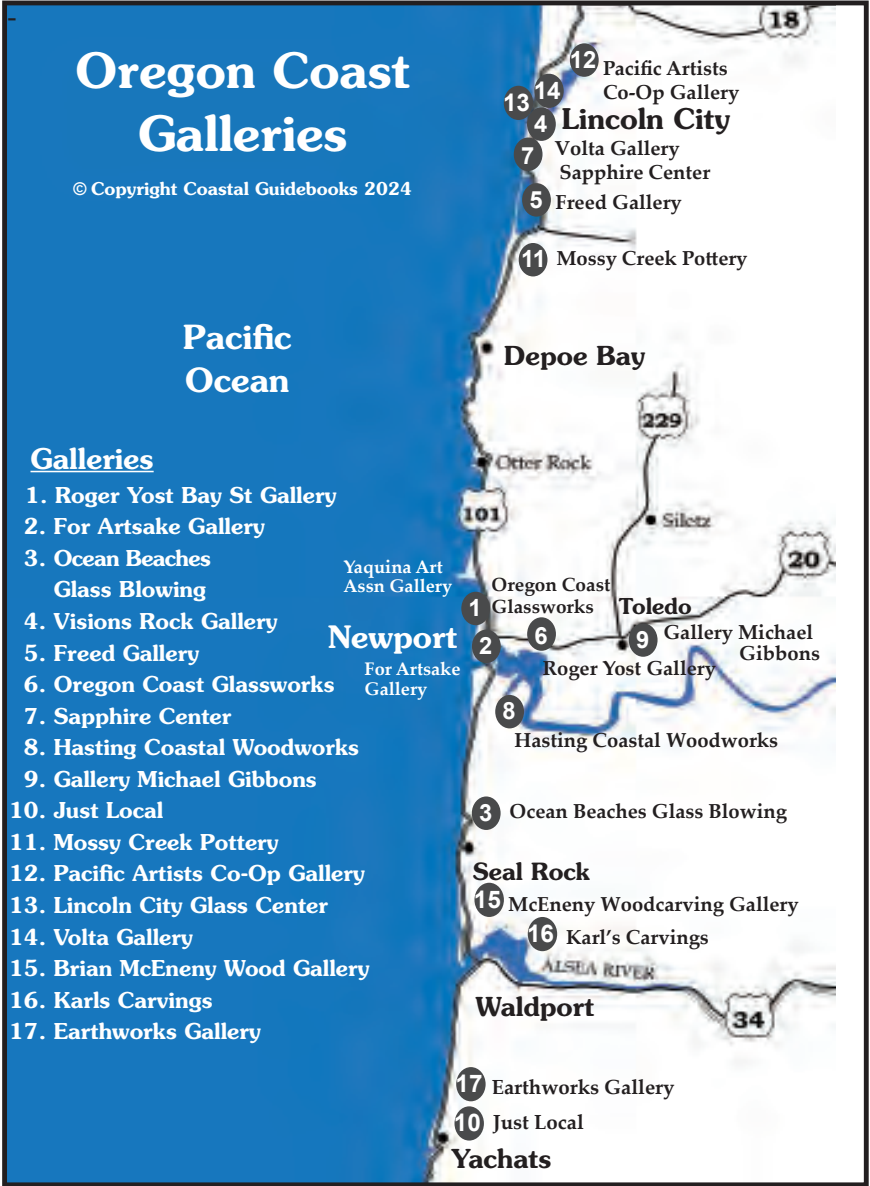 -
Oregon Coast
Galleries
© Copyright Coastal Guidebooks 2024
Pacific
Ocean
Galleries
1. Roger Yost Bay St Gallery
2. For Artsake Gallery
3. Ocean Beaches
Glass Blowing
4. Visions Rock Gallery
5. Freed Gallery
6. Oregon Coast Glassworks
7. Sapphire Center
8. Hasting Coastal Woodworks
9. Gallery Michael Gibbons
10. Just Local
11. Mossy Creek Pottery
12. Pacific Artists Co-Op Gallery
13. Lincoln City Glass Center
14. Volta Gallery
15. Brian McEneny Wood Gallery
16. Karls Carvings
17. Earthworks Gallery
18
12 Pacific Artists
Co-Op Gallery
14
13
4 Lincoln City
7 Volta Gallery
Sapphire Center
5 Freed Gallery
11 Mossy Creek Pottery
Depoe Bay
229
Otter Rock
101
Siletz
20
Yaquina Art
Assn Gallery
Oregon Coast
Glassworks
1
Toledo
Newport
2
6
9 Gallery Michael
Gibbons
For Artsake
Gallery
Roger Yost Gallery
8
Hasting Coastal Woodworks
3 Ocean Beaches Glass Blowing
Seal Rock
15 McEneny Woodcarving Gallery
16 Karl's Carvings
ALSEA RIVER
Waldport
34
17 Earthworks Gallery
10 Just Local
Yachats